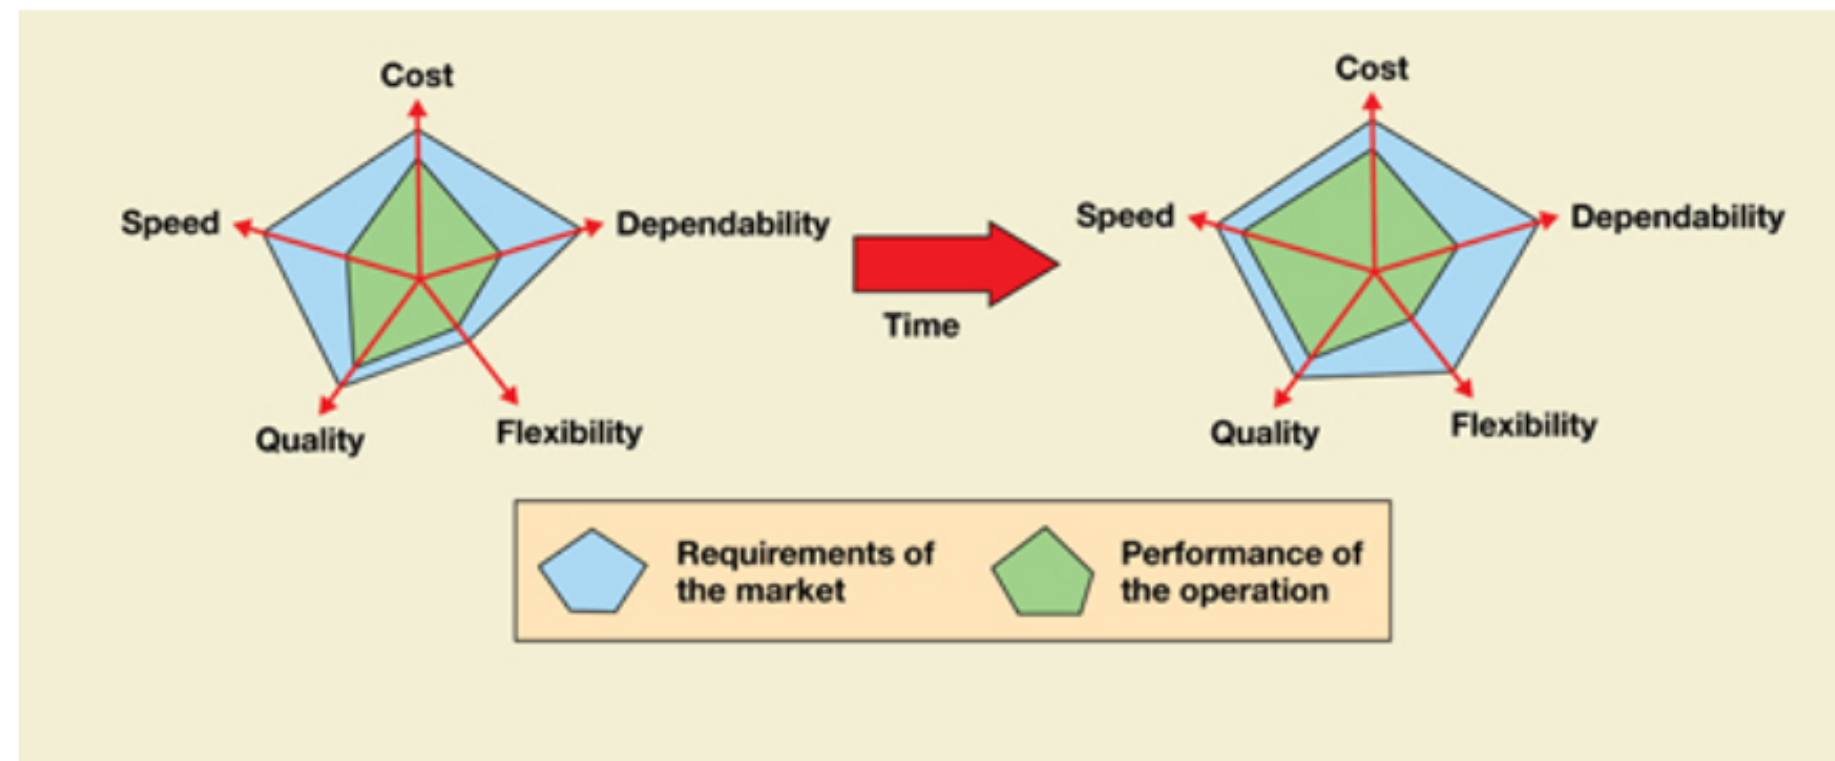 Cost
Speed
Dependability
Quality
Flexibility
Time
Cost
Speed
Dependability
Quality
Flexibility
Requirements of
the market
Performance of
the operation